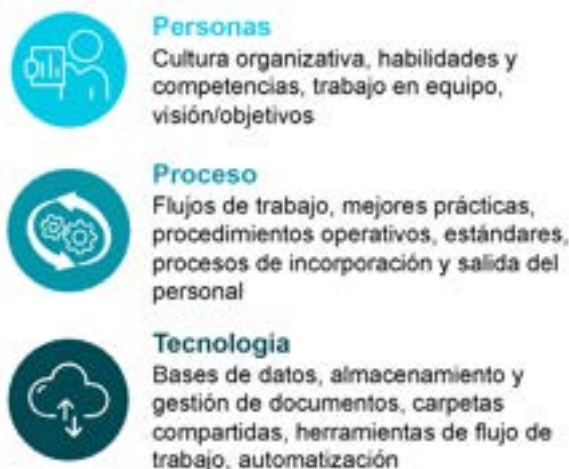 Personas
Cultura organizativa, habilidades y
competencias, trabajo en equipo,
visión/objetivos
Proceso
Flujos de trabajo, mejores prácticas,
procedimientos operativos, estándares,
procesos de incorporación y salida del
personal
Tecnología
Bases de datos, almacenamiento y
gestión de documentos, carpetas
compartidas, herramientas de flujo de
trabajo, automatización